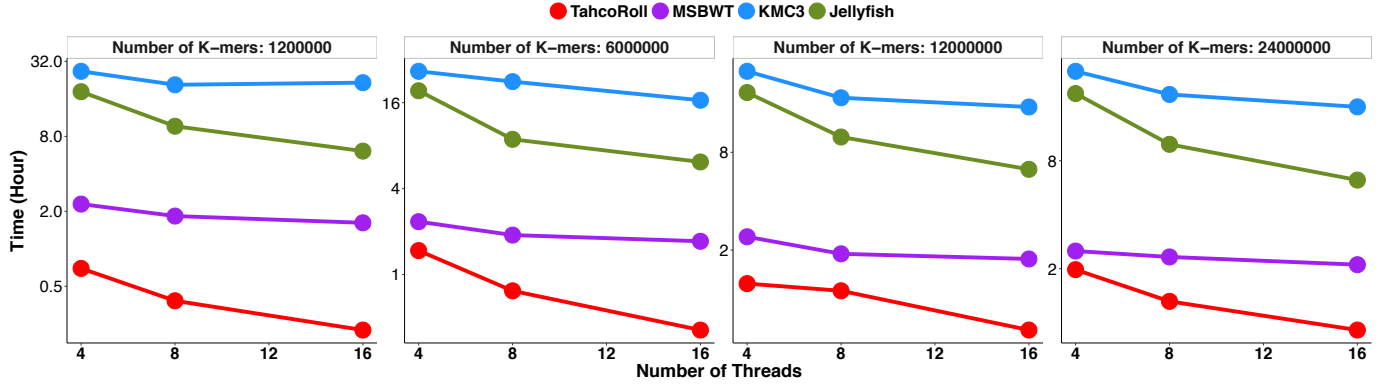 TahcoRoll MSBWT KMC3 Jellyfish
Number of K−mers: 1200000
Number of K−mers: 6000000
Number of K−mers: 12000000
Number of K−mers: 24000000
Time (Hour)
32.0
8.0
2.0
0.5
16
4
1
8
2
8
2
4 8 12 16
4 8 12 16
4 8 12 16
4 8 12 16
Number of Threads